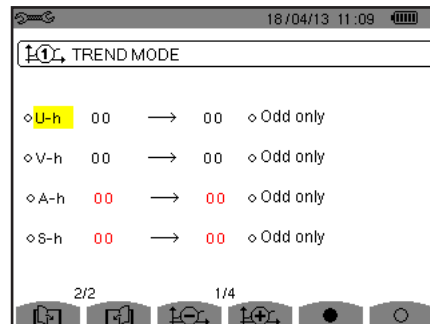 18/04/13 11:09
1 TREND MODE
U-h 00 → 00 Odd only
V-h 00 → 00 Odd only
A-h 00 → 00 Odd only
S-h 00 → 00 Odd only
2/2 1/4